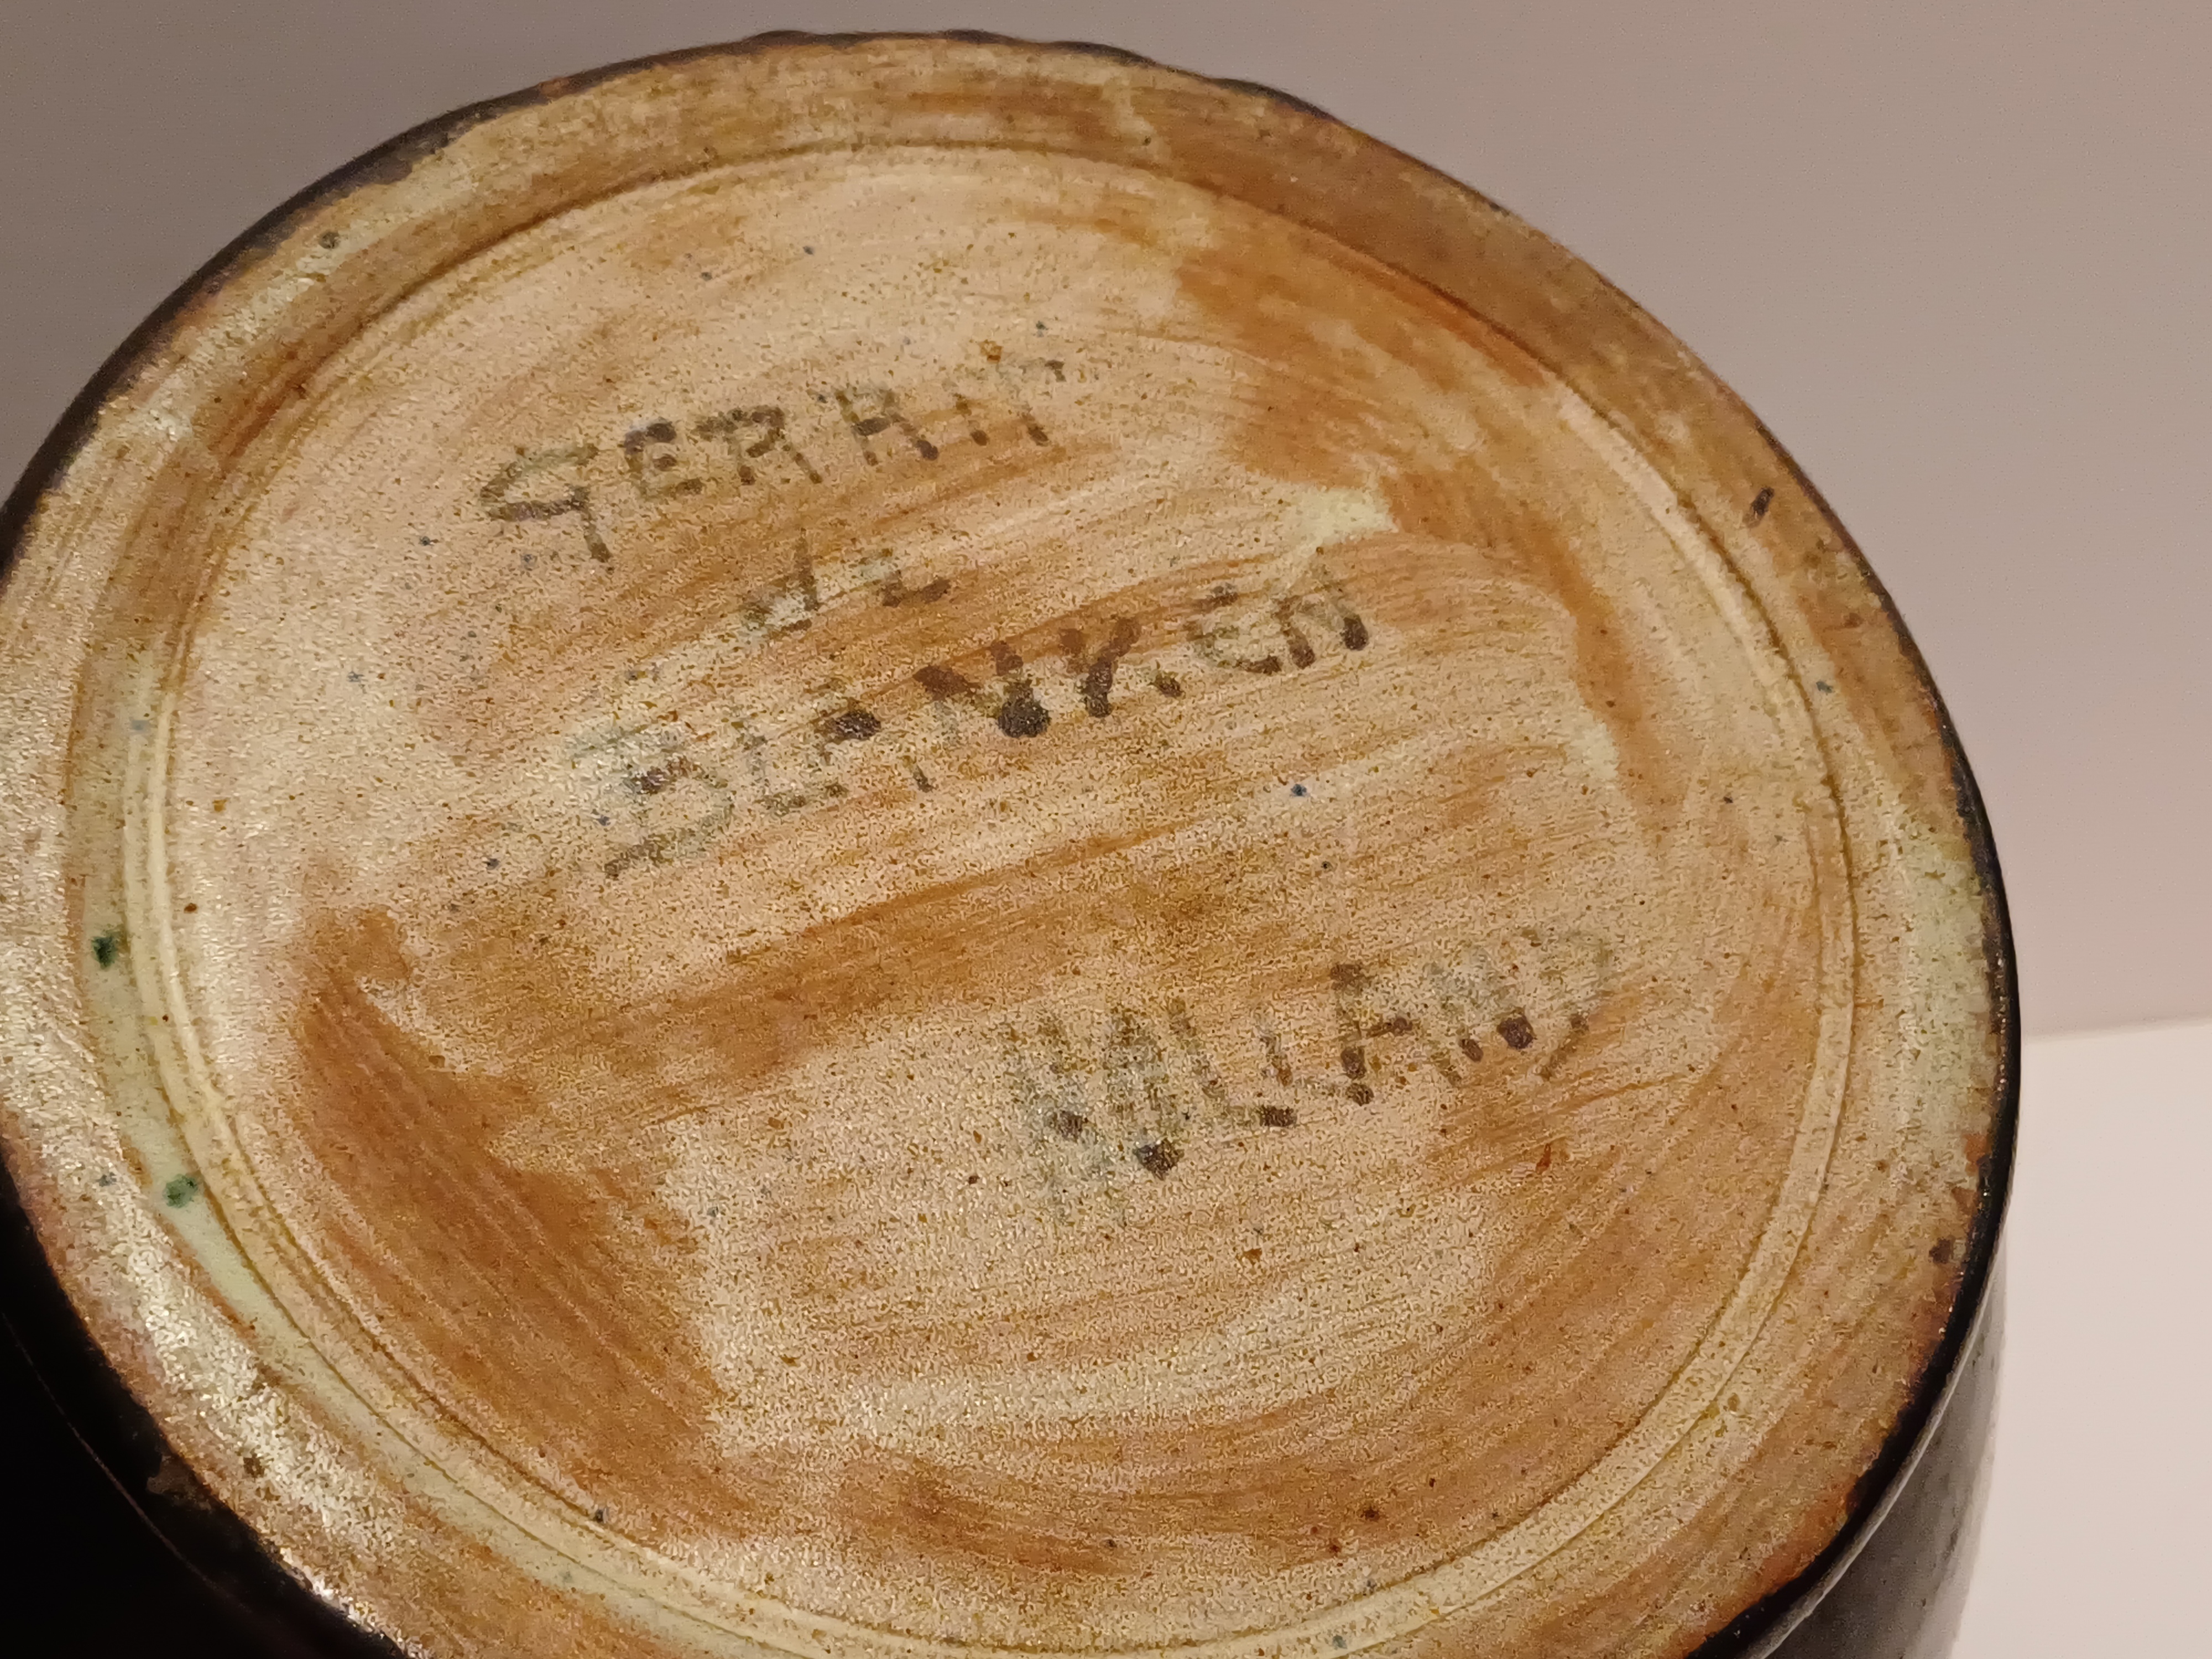 GERRIT
de
BLANKEN
HOLLAND